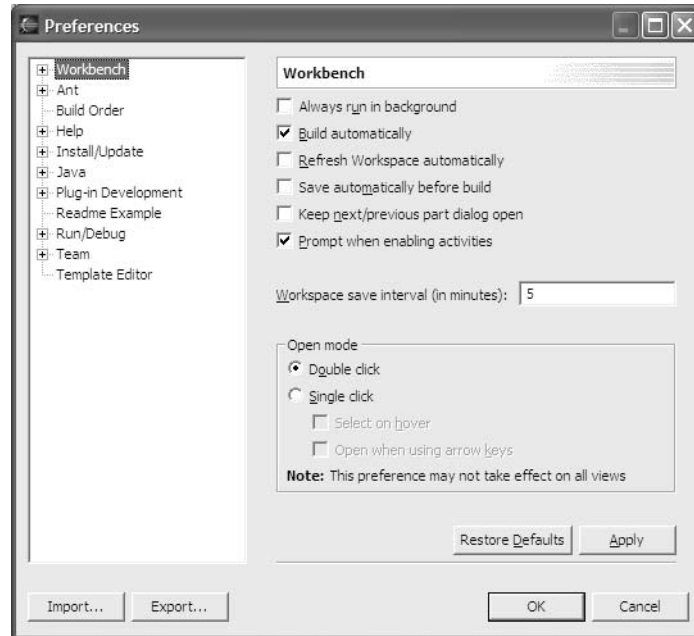 Preferences
Workbench
Ant
Build Order
Help
Install/Update
Java
Plug-in Development
Readme Example
Run/Debug
Team
Template Editor
Workbench
Always run in background
Build automatically
Refresh Workspace automatically
Save automatically before build
Keep next/previous part dialog open
Prompt when enabling activities
Workspace save interval (in minutes): 5
Open mode
Double click
Single click
Select on hover
Open when using arrow keys
Note: This preference may not take effect on all views
Restore Defaults Apply
Import... Export... OK Cancel